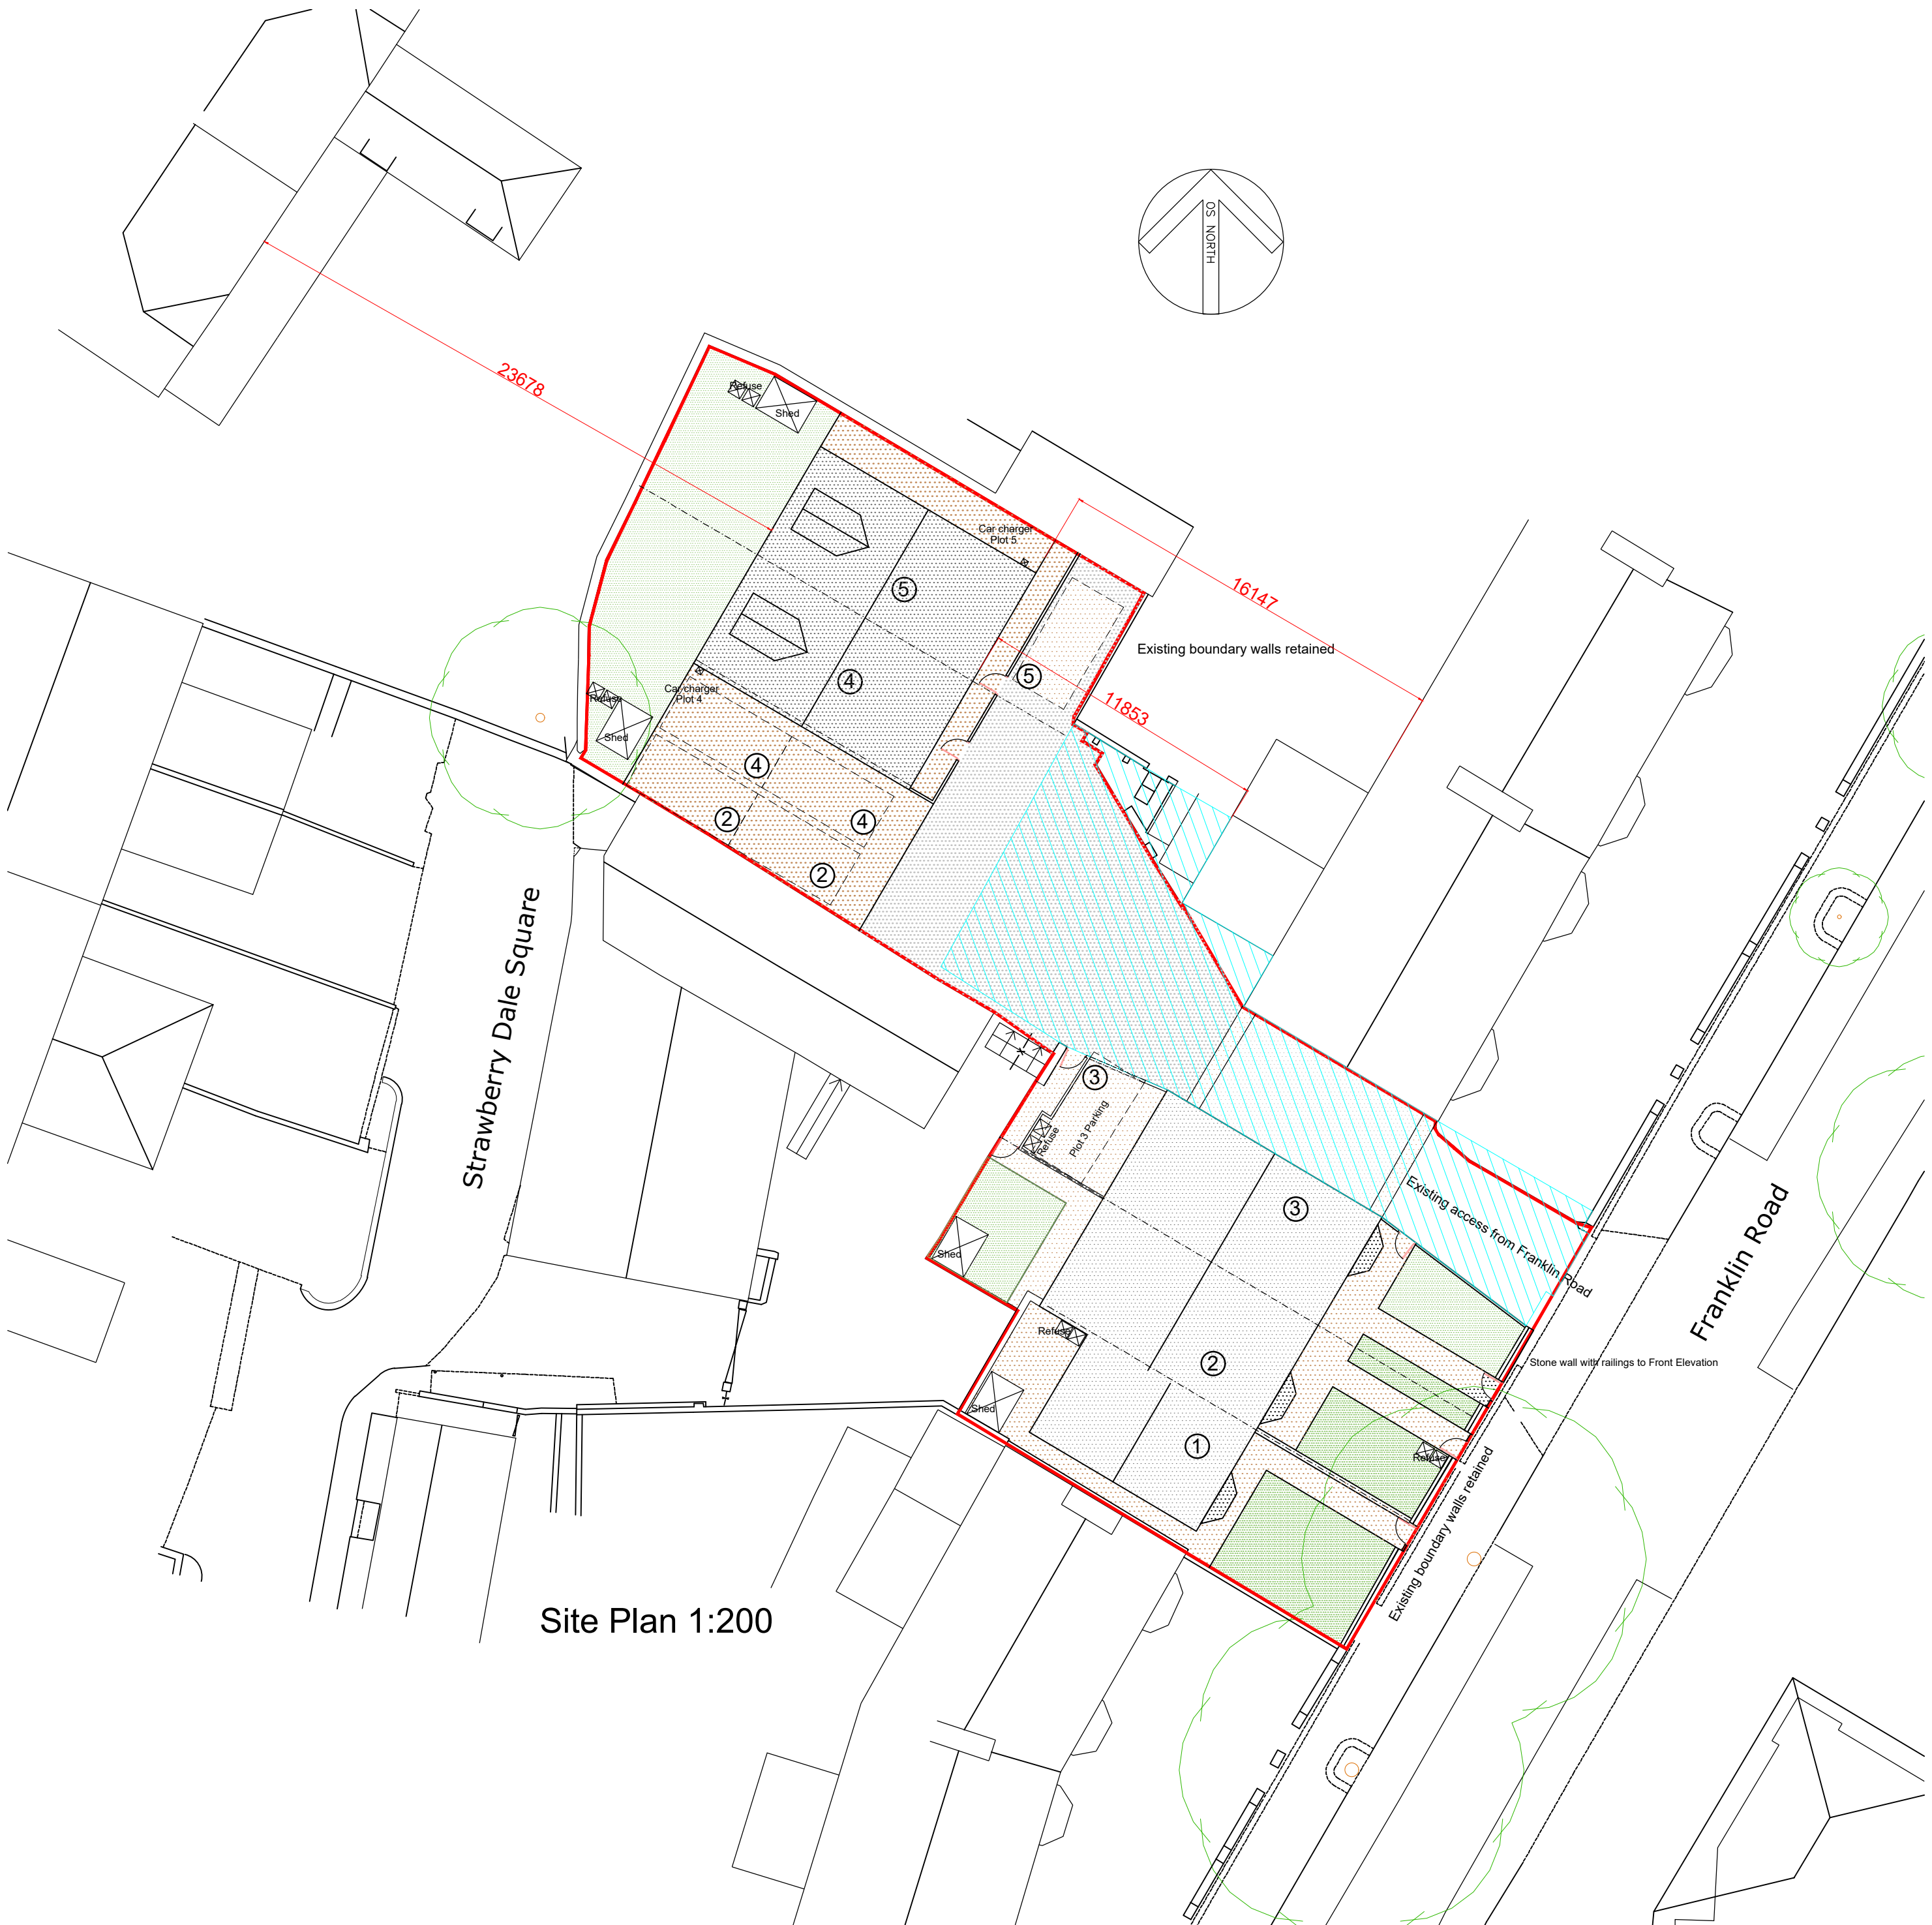 OS NORTH
23678
Refuse
Shed
Car charger
Plot 5
16147
5
Existing boundary walls retained
5
4
Car charger
Plot 4
Refuse
Shed
11853
4
2
4
2
Strawberry Dale Square
3
Plot 3 Parking
Refuse
Existing access from Franklin Road
3
Shed
Franklin Road
Refuse
2
Stone wall with railings to Front Elevation
Shed
1
Refuse
Existing boundary walls retained
Site Plan 1:200